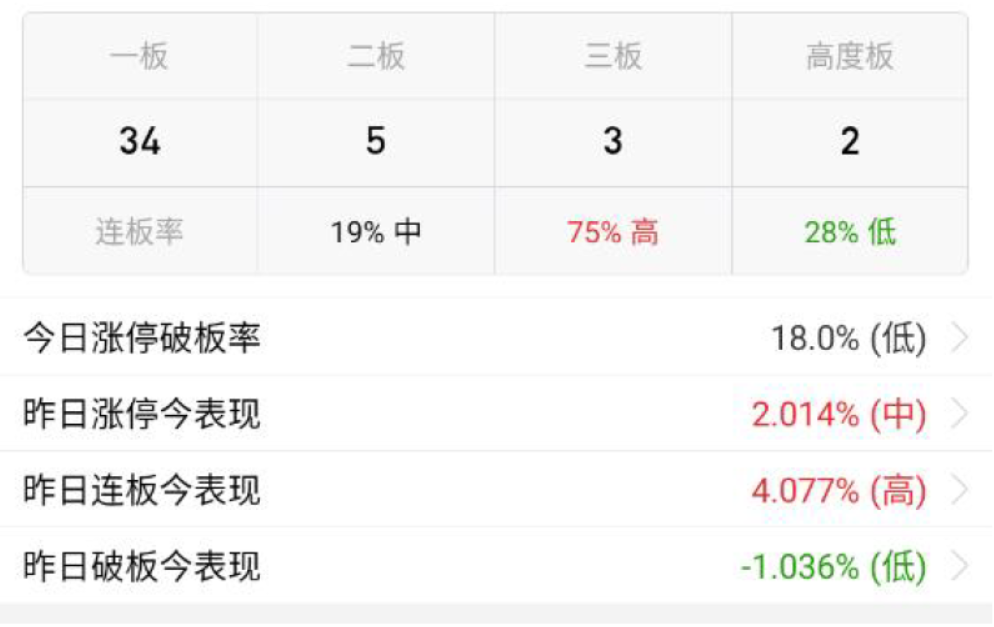 一板 二板 三板 高度板
34 5 3 2
连板率 19% 中 75% 高 28% 低
今日涨停破板率 18.0% (低)
昨日涨停今表现 2.014% (中)
昨日连板今表现 4.077% (高)
昨日破板今表现 -1.036% (低)